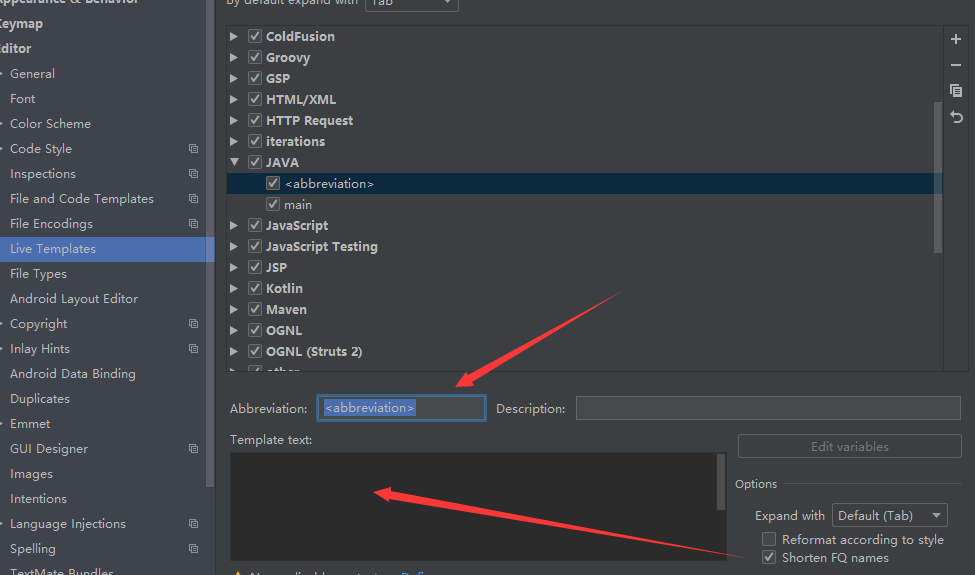 Appearance & Behavior
Keymap
Editor
General
Font
Color Scheme
Code Style
Inspections
File and Code Templates
File Encodings
Live Templates
File Types
Android Layout Editor
Copyright
Inlay Hints
Android Data Binding
Duplicates
Emmet
GUI Designer
Images
Intentions
Language Injections
Spelling
TextMate Bundles
By default expand with Tab
ColdFusion
Groovy
GSP
HTML/XML
HTTP Request
iterations
JAVA
<abbreviation>
main
JavaScript
JavaScript Testing
JSP
Kotlin
Maven
OGNL
OGNL (Struts 2)
other
Abbreviation: <abbreviation> Description:
Template text:
Edit variables
Options
Expand with Default (Tab)
Reformat according to style
Shorten FQ names